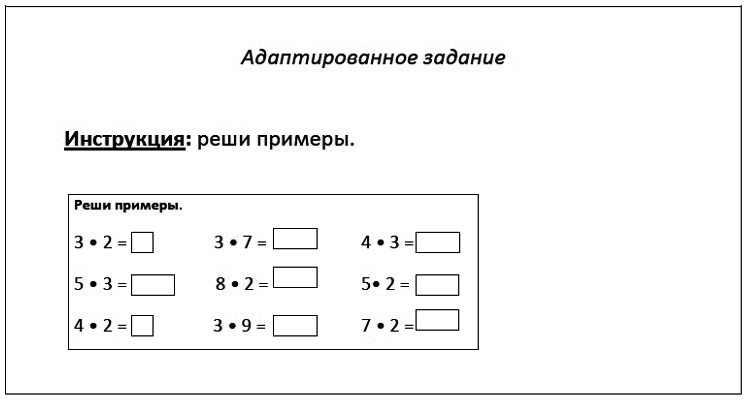 Адаптированное задание
Инструкция: реши примеры.
Реши примеры.
3 • 2 = 3 • 7 = 4 • 3 =
5 • 3 = 8 • 2 = 5• 2 =
4 • 2 = 3 • 9 = 7 • 2 =